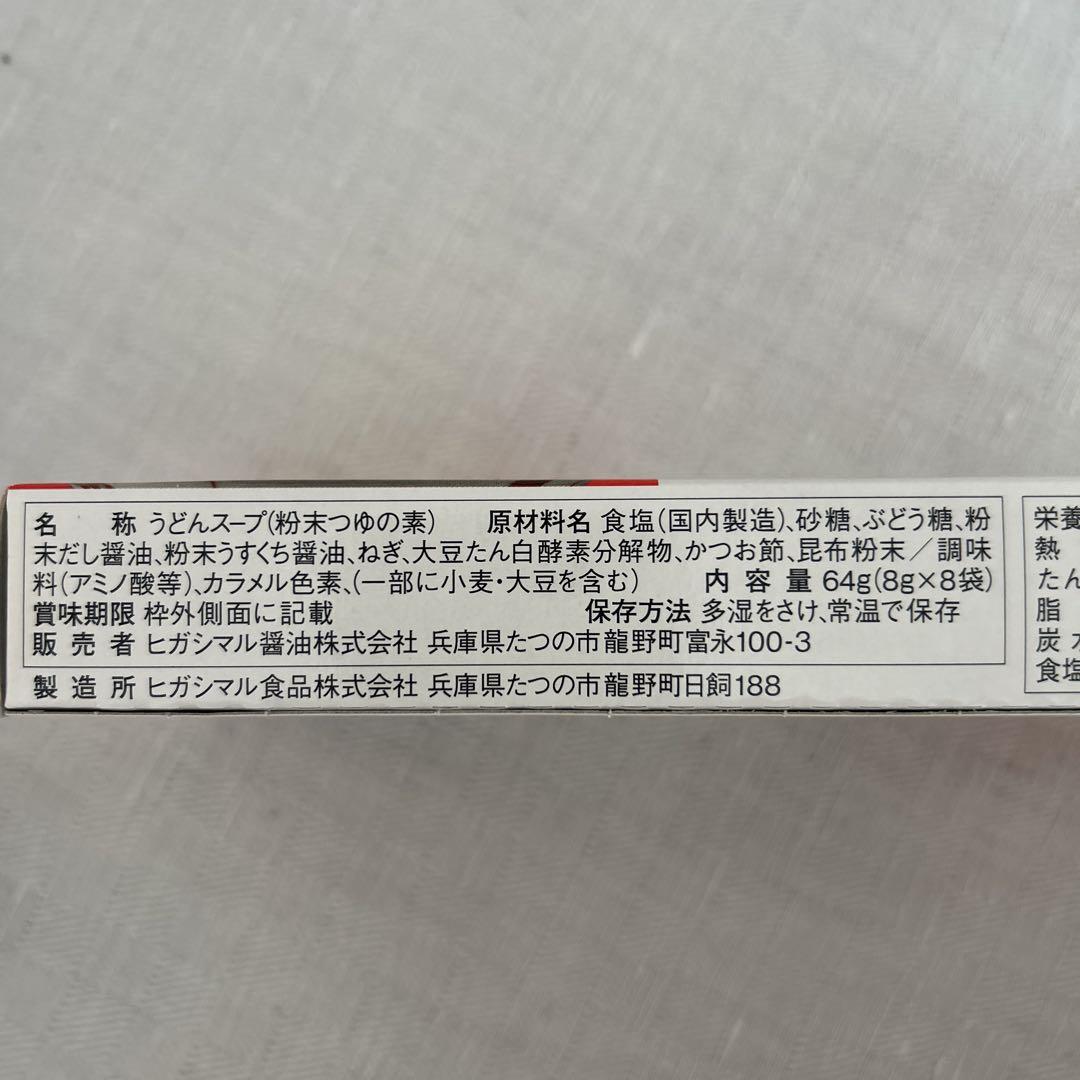 名 称 うどんスープ(粉末つゆの素) 原材料名 食塩(国内製造)、砂糖、ぶどう糖、粉
末だし醤油、粉末うすくち醤油、ねぎ、大豆たん白酵素分解物、かつお節、昆布粉末／調味
料(アミノ酸等)、カラメル色素、(一部に小麦・大豆を含む) 内容量 64g(8g×8袋)
賞味期限 枠外側面に記載 保存方法 多湿をさけ、常温で保存
販売者 ヒガシマル醤油株式会社 兵庫県たつの市龍野町富永100-3
製造所 ヒガシマル食品株式会社 兵庫県たつの市龍野町日飼188
栄養
熱
たん
脂
炭水
食塩